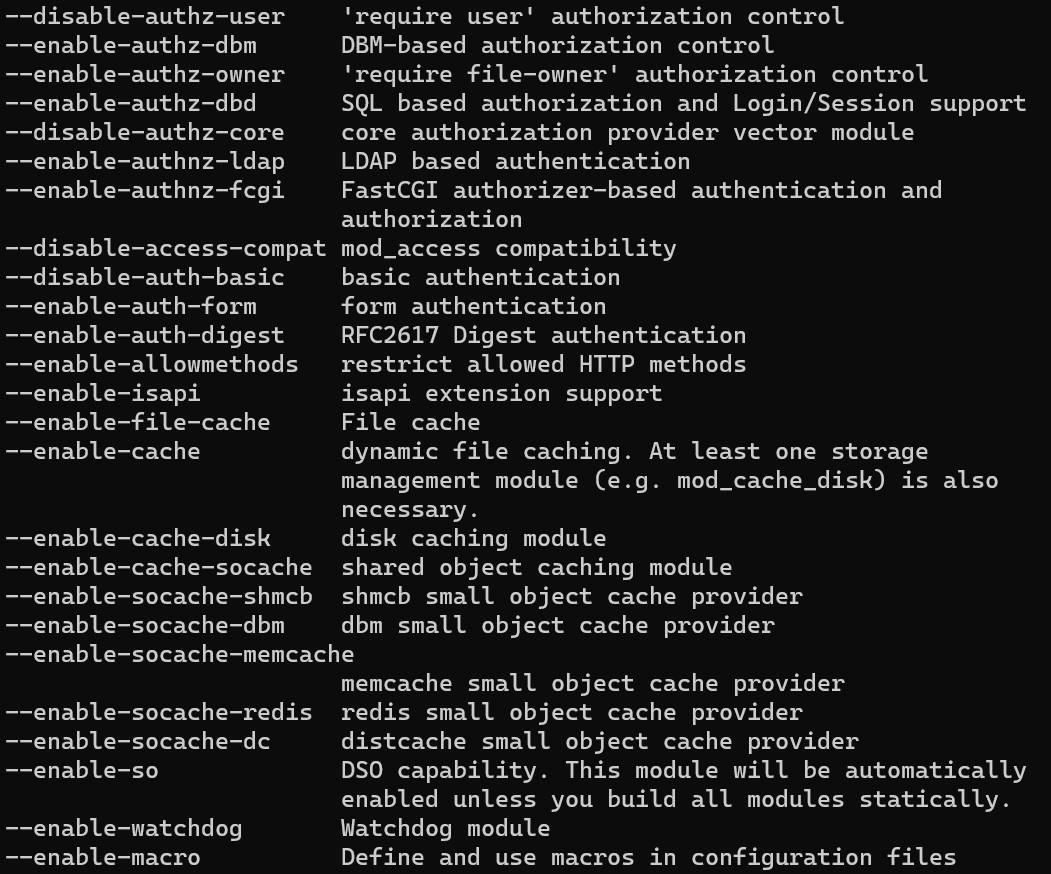 --disable-authz-user    'require user' authorization control
--enable-authz-dbm      DBM-based authorization control
--enable-authz-owner    'require file-owner' authorization control
--enable-authz-dbd      SQL based authorization and Login/Session support
--disable-authz-core    core authorization provider vector module
--enable-authnz-ldap    LDAP based authentication
--enable-authnz-fcgi    FastCGI authorizer-based authentication and
                        authorization
--disable-access-compat mod_access compatibility
--disable-auth-basic    basic authentication
--enable-auth-form      form authentication
--enable-auth-digest    RFC2617 Digest authentication
--enable-allowmethods   restrict allowed HTTP methods
--enable-isapi          isapi extension support
--enable-file-cache     File cache
--enable-cache          dynamic file caching. At least one storage
                        management module (e.g. mod_cache_disk) is also
                        necessary.
--enable-cache-disk     disk caching module
--enable-cache-socache  shared object caching module
--enable-socache-shmcb  shmcb small object cache provider
--enable-socache-dbm    dbm small object cache provider
--enable-socache-memcache
                        memcache small object cache provider
--enable-socache-redis  redis small object cache provider
--enable-socache-dc     distcache small object cache provider
--enable-so             DSO capability. This module will be automatically
                        enabled unless you build all modules statically.
--enable-watchdog       Watchdog module
--enable-macro          Define and use macros in configuration files